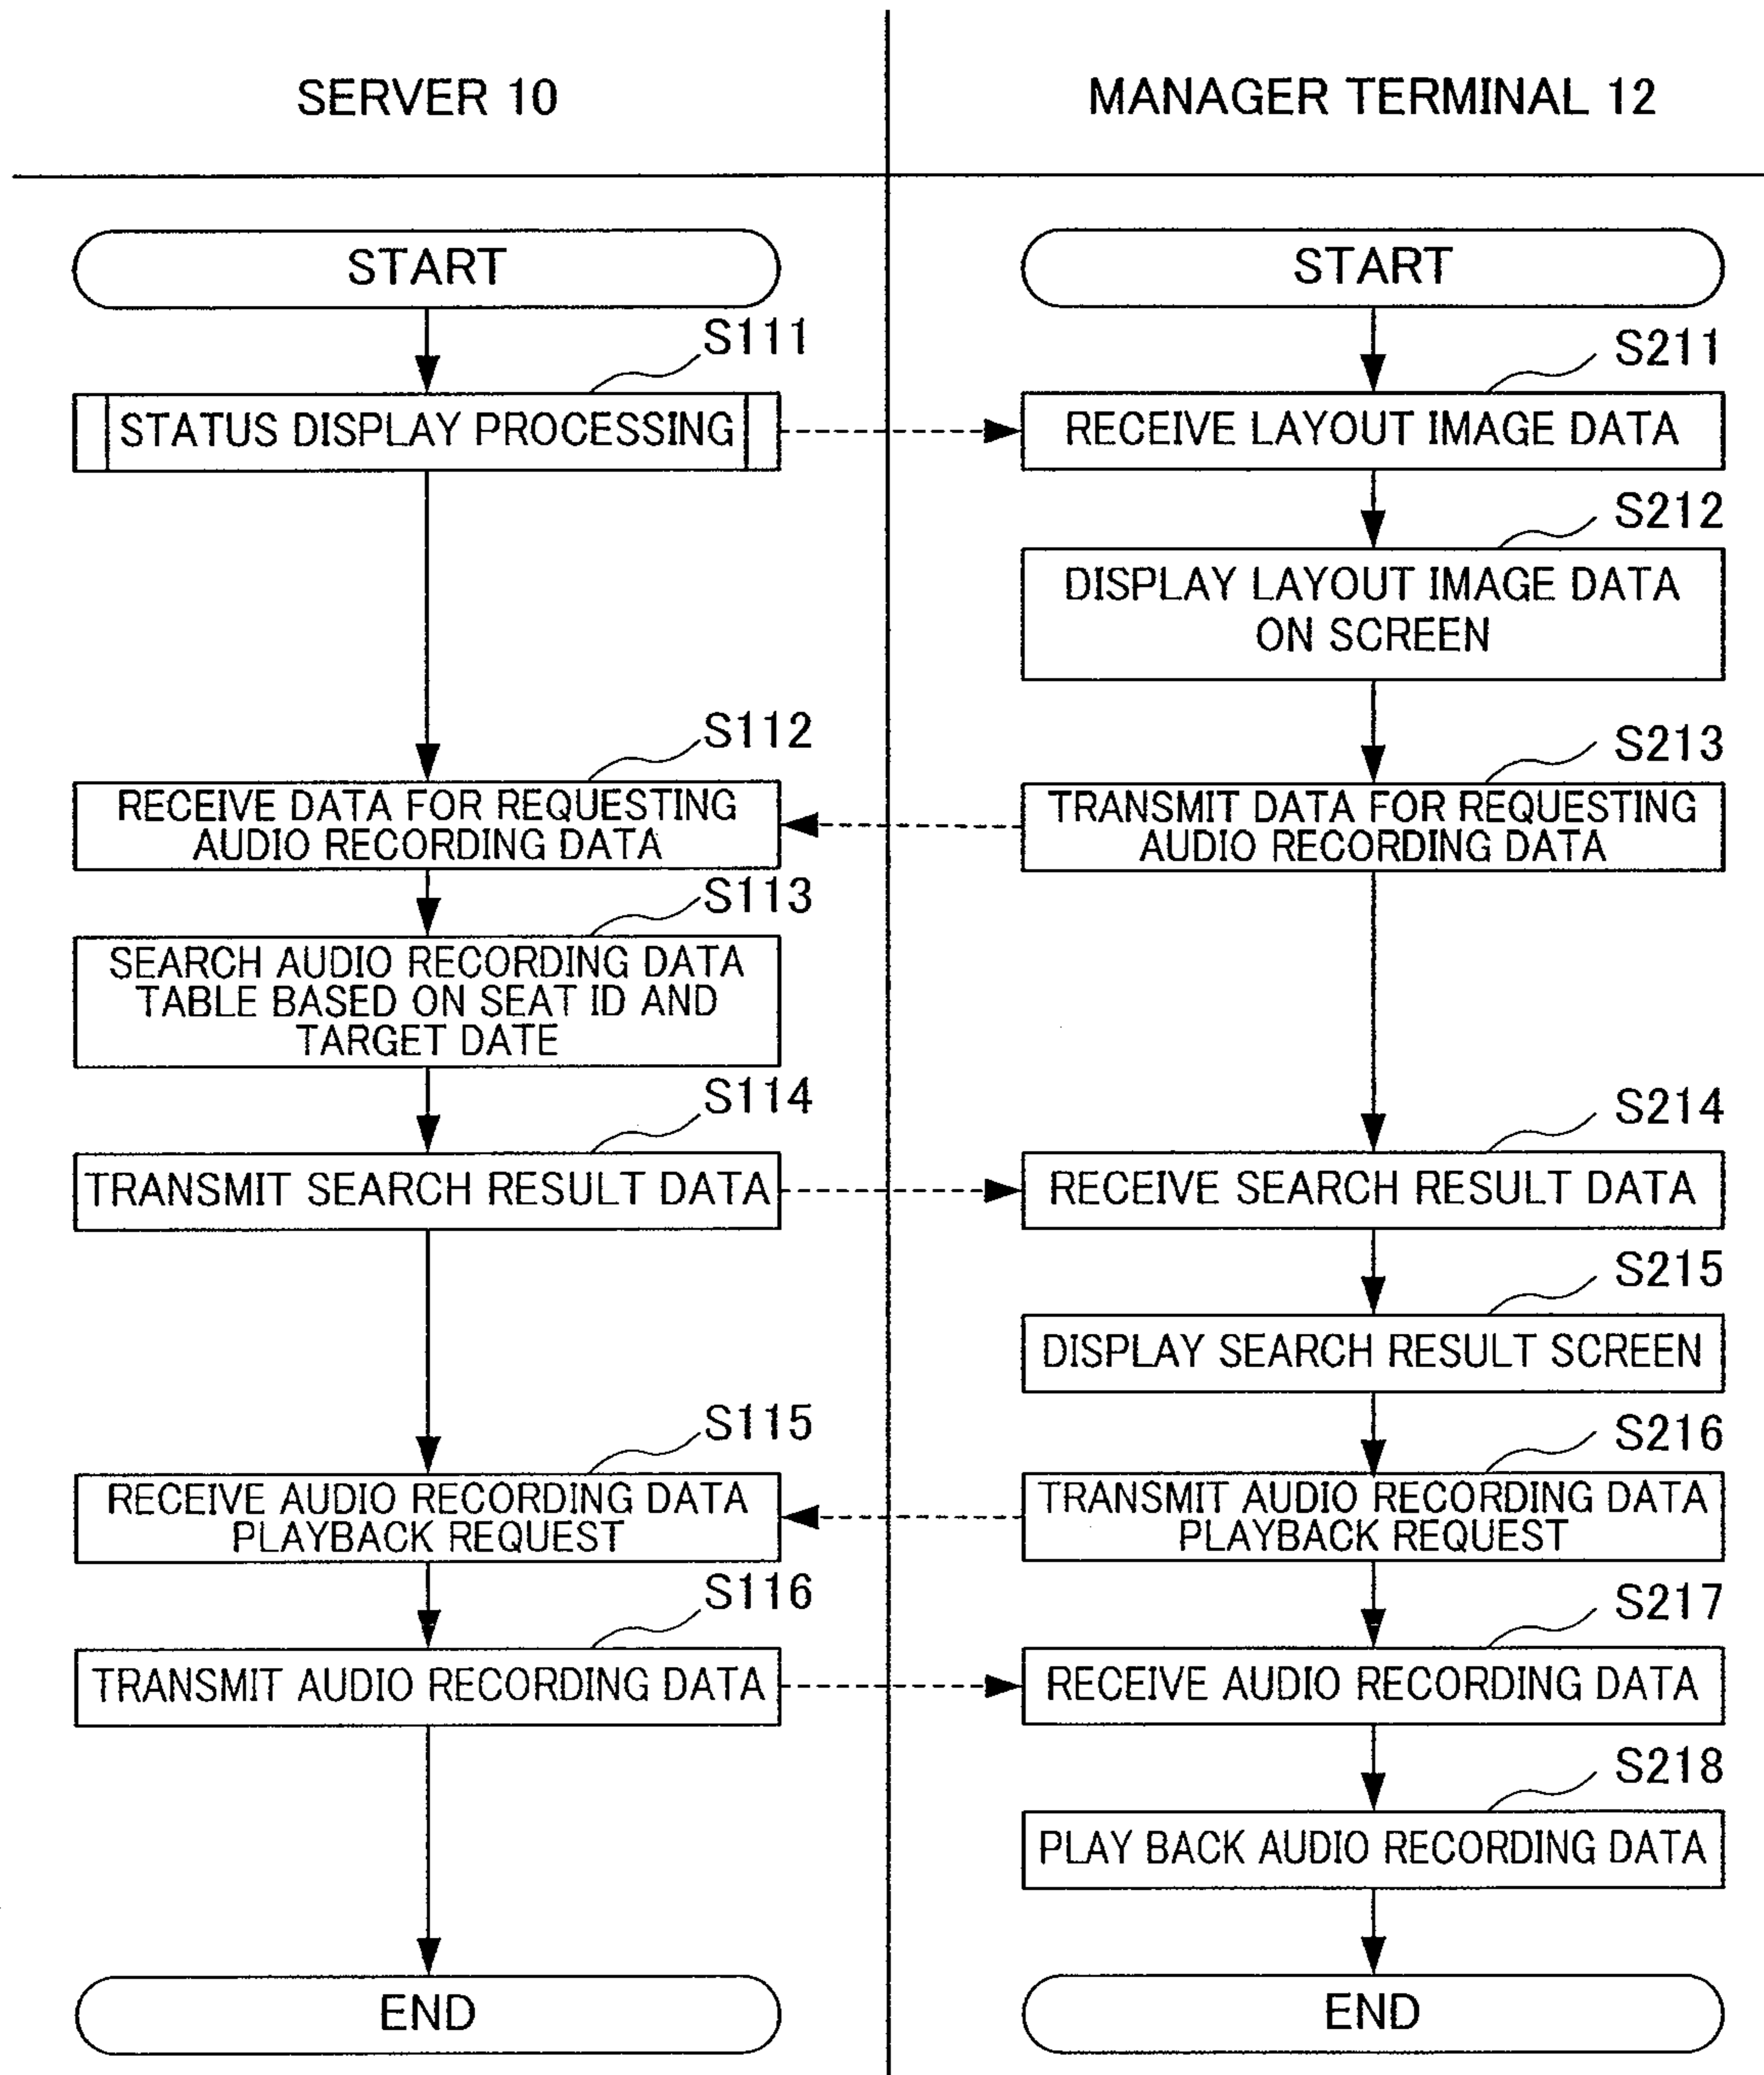 SERVER 10
MANAGER TERMINAL 12
START
S111
STATUS DISPLAY PROCESSING
S112
RECEIVE DATA FOR REQUESTING
AUDIO RECORDING DATA
S113
SEARCH AUDIO RECORDING DATA
TABLE BASED ON SEAT ID AND
TARGET DATE
S114
TRANSMIT SEARCH RESULT DATA
S115
RECEIVE AUDIO RECORDING DATA
PLAYBACK REQUEST
S116
TRANSMIT AUDIO RECORDING DATA
END
START
S211
RECEIVE LAYOUT IMAGE DATA
S212
DISPLAY LAYOUT IMAGE DATA
ON SCREEN
S213
TRANSMIT DATA FOR REQUESTING
AUDIO RECORDING DATA
S214
RECEIVE SEARCH RESULT DATA
S215
DISPLAY SEARCH RESULT SCREEN
S216
TRANSMIT AUDIO RECORDING DATA
PLAYBACK REQUEST
S217
RECEIVE AUDIO RECORDING DATA
S218
PLAY BACK AUDIO RECORDING DATA
END